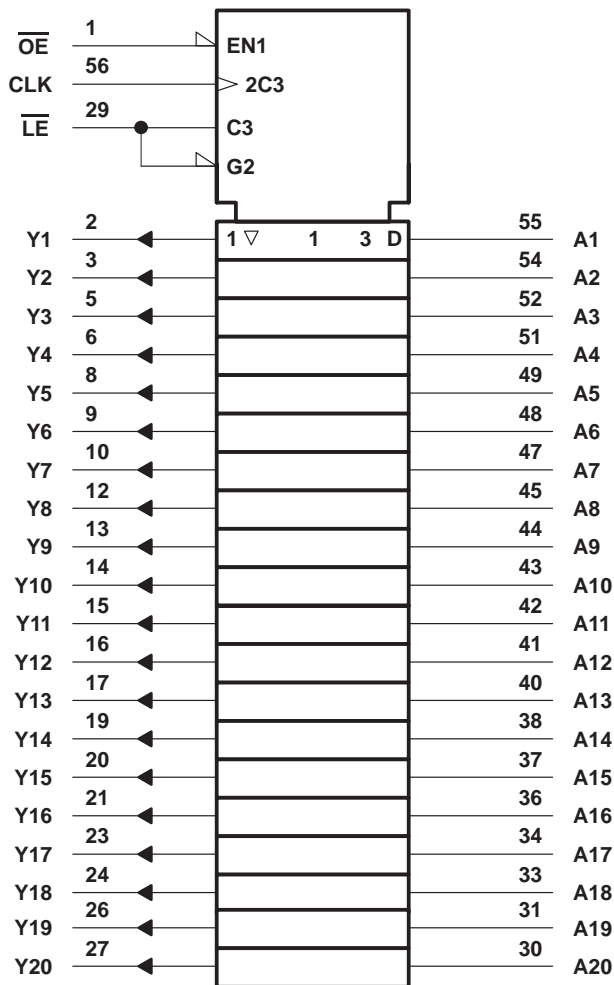 O̅E̅ 1 EN1
CLK 56 2C3
L̅E̅ 29 C3
G2
Y1 2 1 ▽ 1 3 D 55 A1
Y2 3 54 A2
Y3 5 52 A3
Y4 6 51 A4
Y5 8 49 A5
Y6 9 48 A6
Y7 10 47 A7
Y8 12 45 A8
Y9 13 44 A9
Y10 14 43 A10
Y11 15 42 A11
Y12 16 41 A12
Y13 17 40 A13
Y14 19 38 A14
Y15 20 37 A15
Y16 21 36 A16
Y17 23 34 A17
Y18 24 33 A18
Y19 26 31 A19
Y20 27 30 A20